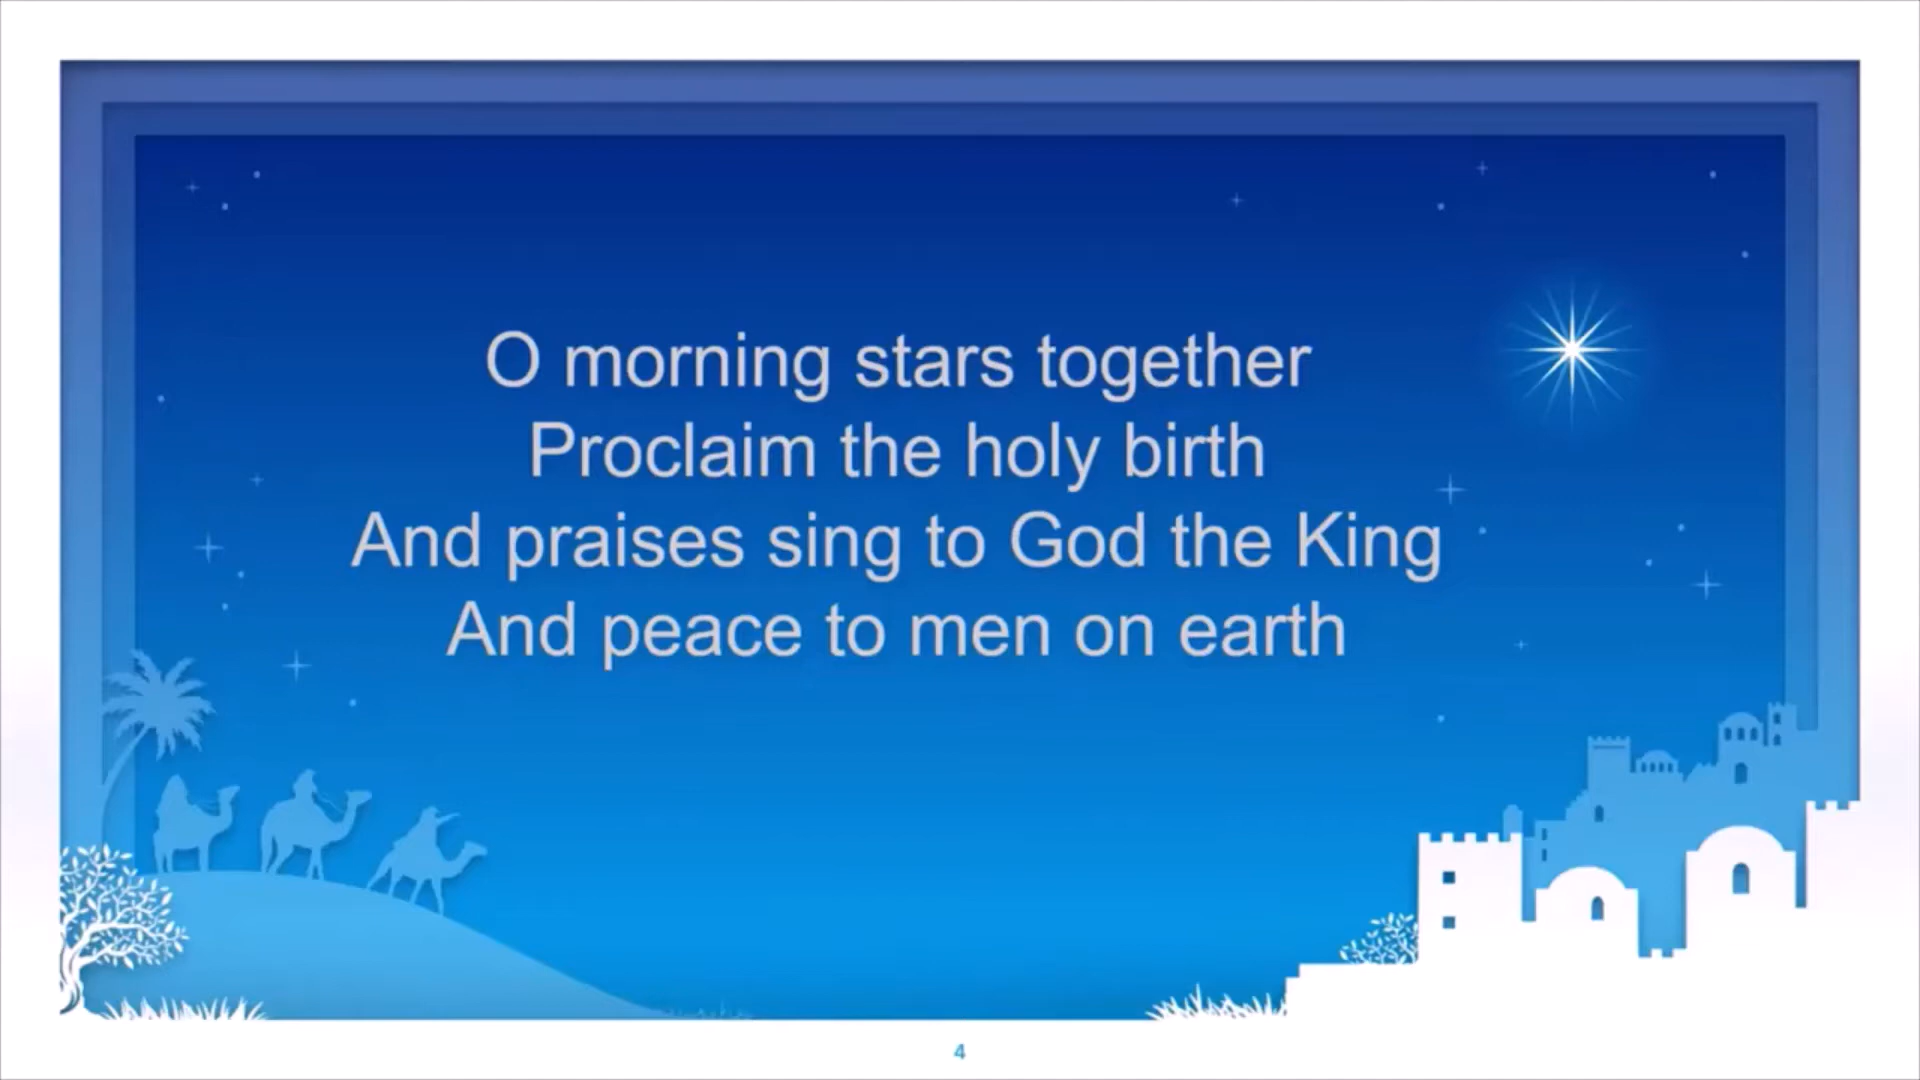 O morning stars together
Proclaim the holy birth
And praises sing to God the King
And peace to men on earth
4